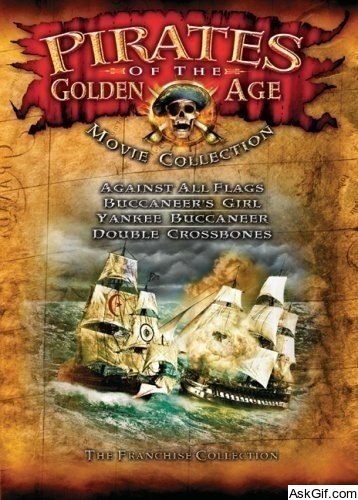 PIRATES
OF THE
GOLDEN AGE
MOVIE COLLECTION
AGAINST ALL FLAGS
BUCCANEER'S GIRL
YANKEE BUCCANEER
DOUBLE CROSSBONES
THE FRANCHISE COLLECTION
AskGif.com